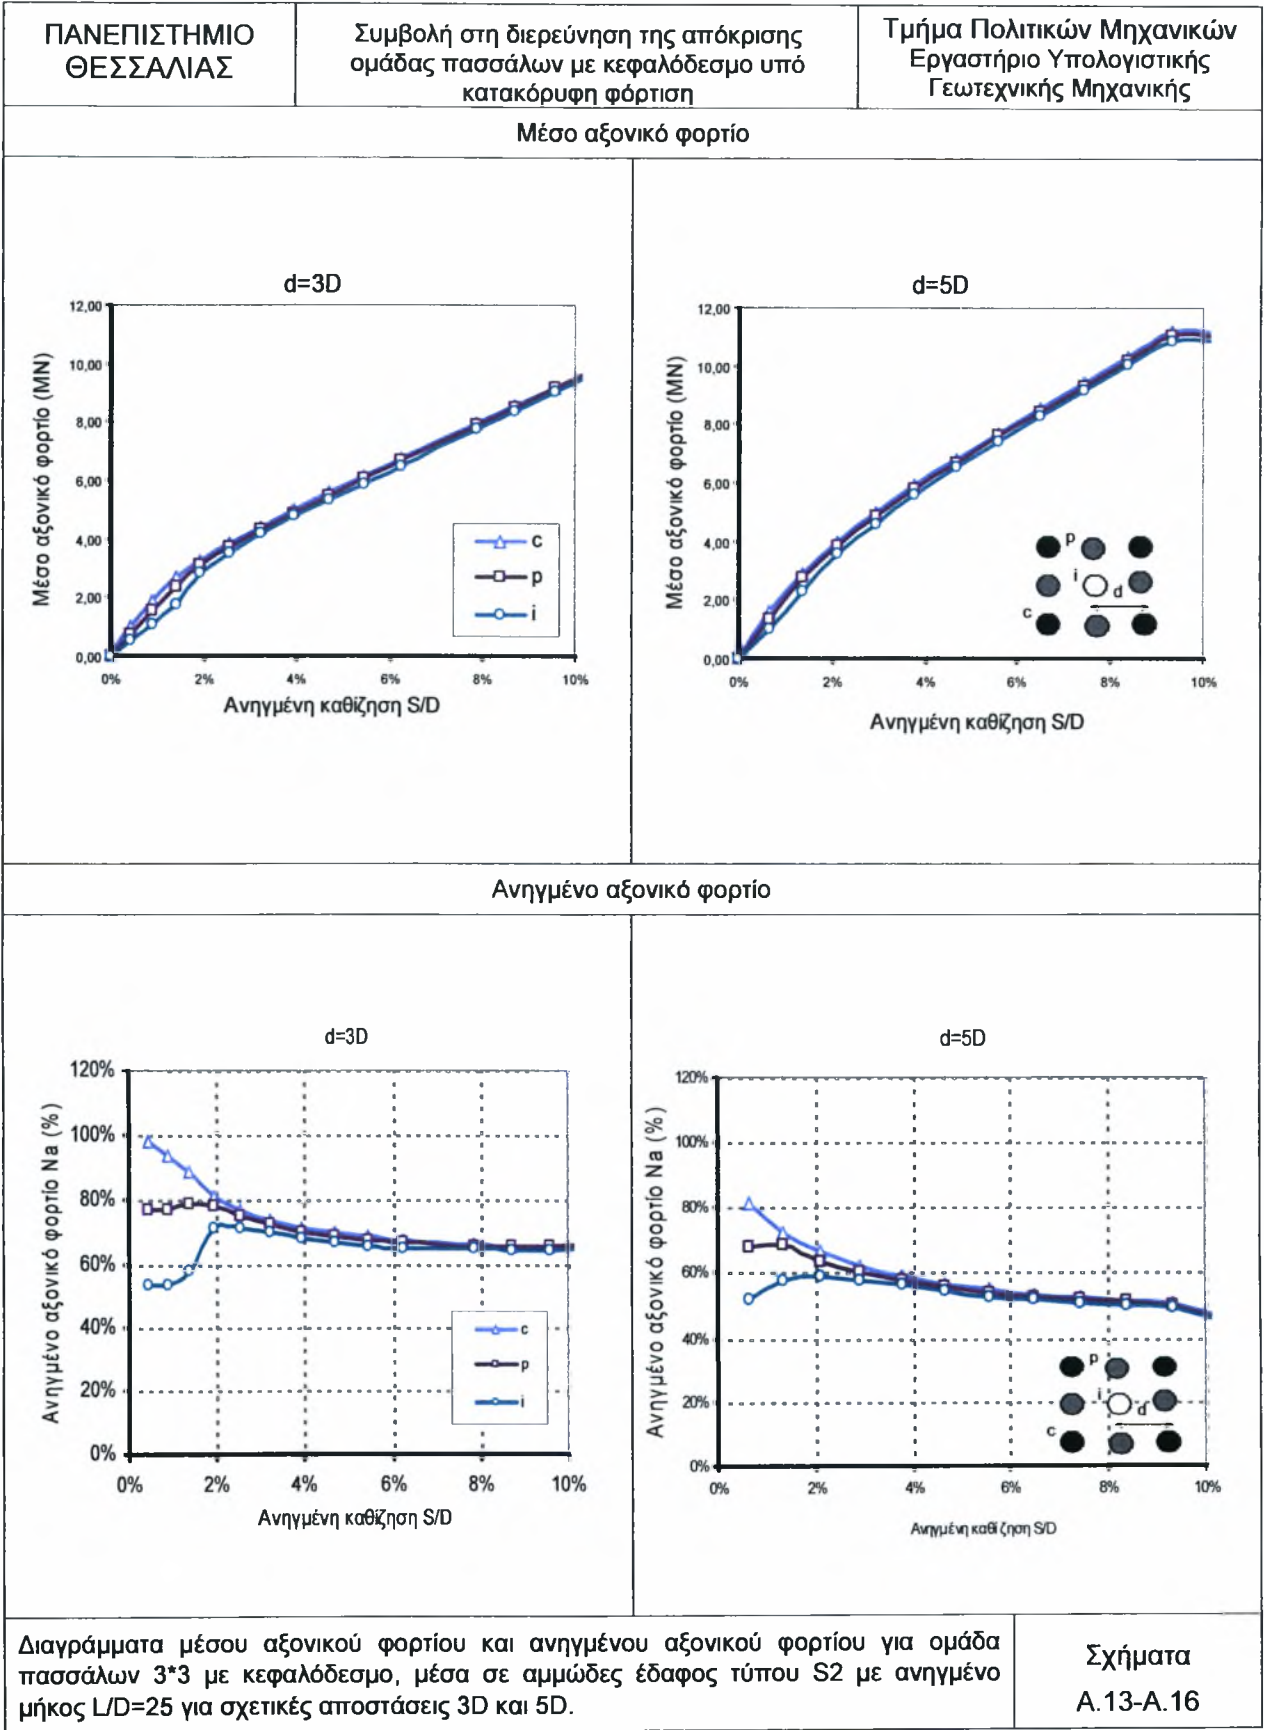 ΠΑΝΕΠΙΣΤΗΜΙΟ
ΘΕΣΣΑΛΙΑΣ
Συμβολή στη διερεύνηση της απόκρισης
ομάδας πασσάλων με κεφαλόδεσμο υπό
κατακόρυφη φόρτιση
Τμήμα Πολιτικών Μηχανικών
Εργαστήριο Υπολογιστικής
Γεωτεχνικής Μηχανικής
Μέσο αξονικό φορτίο
d=3D
12,00
10,00
8,00
6,00
4,00
2,00
0,00
Μέσο αξονικό φορτίο (MN)
c
p
i
0% 2% 4% 6% 8% 10%
Ανηγμένη καθίζηση S/D
d=5D
12,00
10,00
8,00
6,00
4,00
2,00
0,00
Μέσο αξονικό φορτίο (MN)
p
i
d
c
0% 2% 4% 6% 8% 10%
Ανηγμένη καθίζηση S/D
Ανηγμένο αξονικό φορτίο
d=3D
120%
100%
80%
60%
40%
20%
0%
Ανηγμένο αξονικό φορτίο Na (%)
c
p
i
0% 2% 4% 6% 8% 10%
Ανηγμένη καθίζηση S/D
d=5D
120%
100%
80%
60%
40%
20%
0%
Ανηγμένο αξονικό φορτίο Na (%)
p
i
d
c
0% 2% 4% 6% 8% 10%
Ανηγμένη καθίζηση S/D
Διαγράμματα μέσου αξονικού φορτίου και ανηγμένου αξονικού φορτίου για ομάδα
πασσάλων 3*3 με κεφαλόδεσμο, μέσα σε αμμώδες έδαφος τύπου S2 με ανηγμένο
μήκος L/D=25 για σχετικές αποστάσεις 3D και 5D.
Σχήματα
Α.13-Α.16